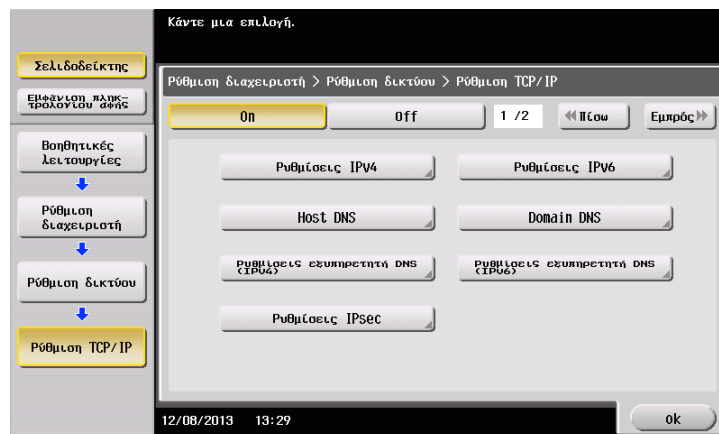 Κάντε μια επιλογή.
Σελιδοδείκτης
Εμφάνιση πληκ-
τρολογίου αφής
Βοηθητικές
λειτουργίες
Ρύθμιση
διαχειριστή
Ρύθμιση δικτύου
Ρύθμιση TCP/IP
Ρύθμιση διαχειριστή > Ρύθμιση δικτύου > Ρύθμιση TCP/IP
On
Off
1 /2
Πίσω
Εμπρός
Ρυθμίσεις IPv4
Ρυθμίσεις IPv6
Host DNS
Domain DNS
Ρυθμίσεις εξυπηρετητή DNS
(IPv4)
Ρυθμίσεις εξυπηρετητή DNS
(IPv6)
Ρυθμίσεις IPsec
12/08/2013 13:29
ok